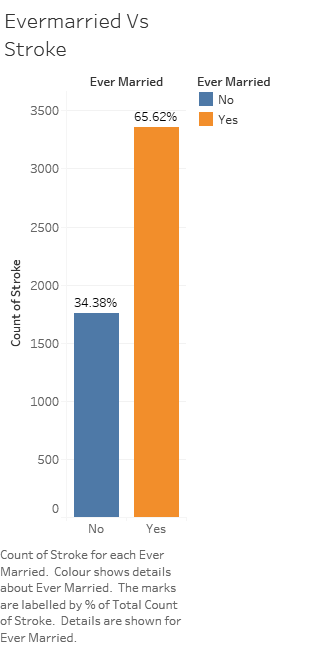 Evermarried Vs
Stroke
Ever Married
Ever Married
No
Yes
65.62%
34.38%
3500
3000
2500
2000
1500
1000
500
0
Count of Stroke
No Yes
Count of Stroke for each Ever
Married. Colour shows details
about Ever Married. The marks
are labelled by % of Total Count
of Stroke. Details are shown for
Ever Married.